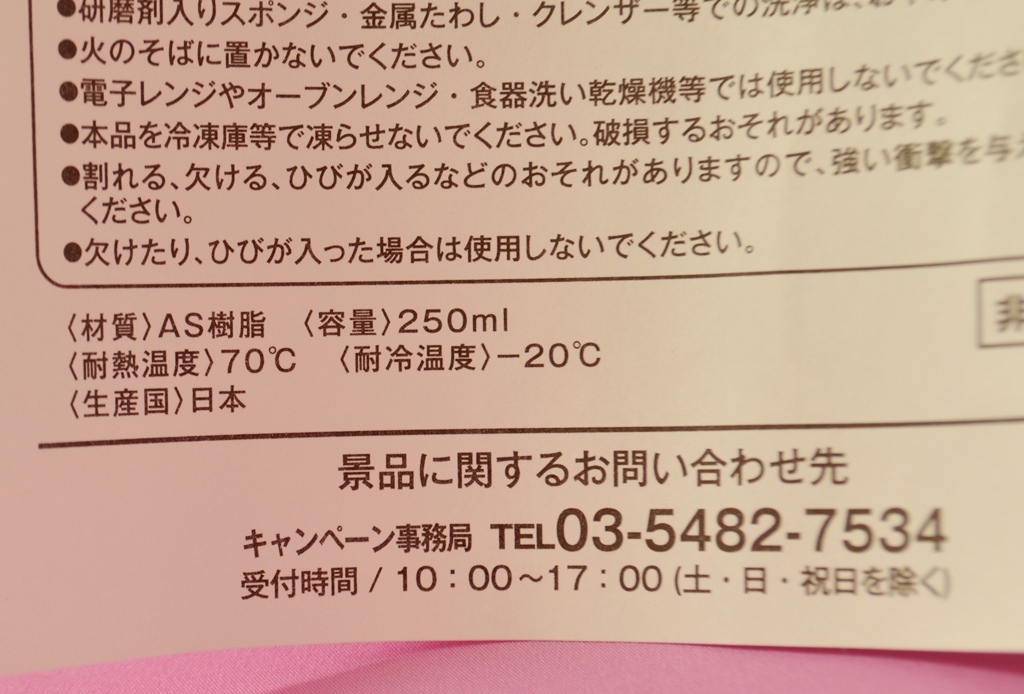 ●研磨剤入りスポンジ・金属たわし・クレンザー等での洗浄は、
●火のそばに置かないでください。
●電子レンジやオーブンレンジ・食器洗い乾燥機等では使用しないでくださ
●本品を冷凍庫等で凍らせないでください。破損するおそれがあります。
●割れる、欠ける、ひびが入るなどのおそれがありますので、強い衝撃を与え
ください。
●欠けたり、ひびが入った場合は使用しないでください。
非
〈材質〉AS樹脂 〈容量〉250ml
〈耐熱温度〉70℃ 〈耐冷温度〉−20℃
〈生産国〉日本
景品に関するお問い合わせ先
キャンペーン事務局 TEL03-5482-7534
受付時間 / 10：00〜17：00 (土・日・祝日を除く)